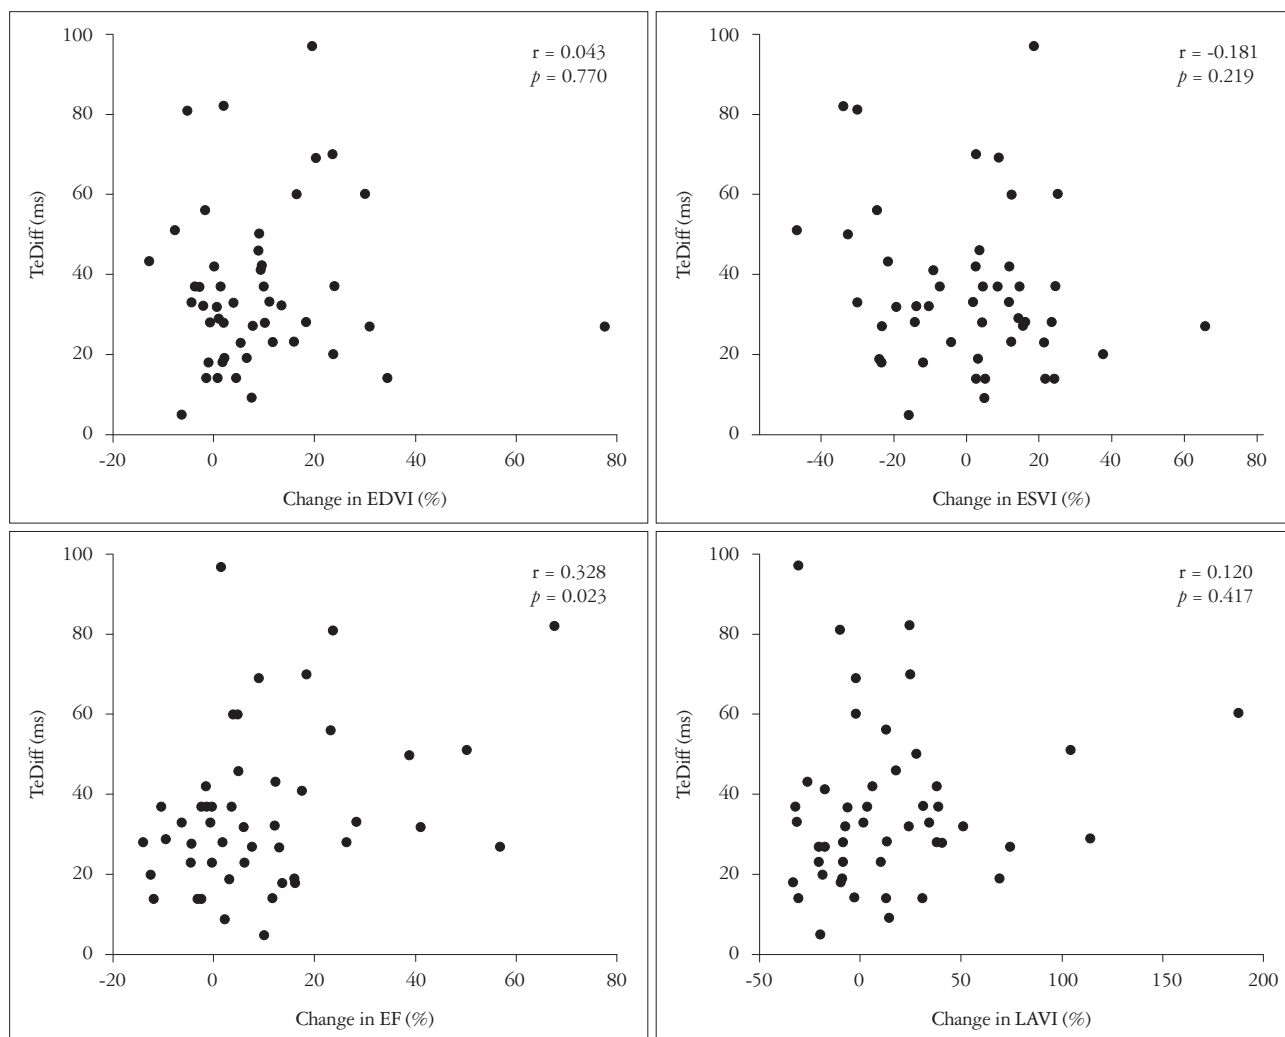 100
80
60
40
20
0
TeDiff (ms)
r = 0.043
p = 0.770
-20 0 20 40 60 80
Change in EDVI (%)
100
80
60
40
20
0
TeDiff (ms)
r = -0.181
p = 0.219
-40 -20 0 20 40 60 80
Change in ESVI (%)
100
80
60
40
20
0
TeDiff (ms)
r = 0.328
p = 0.023
-20 0 20 40 60 80
Change in EF (%)
100
80
60
40
20
0
TeDiff (ms)
r = 0.120
p = 0.417
-50 0 50 100 150 200
Change in LAVI (%)